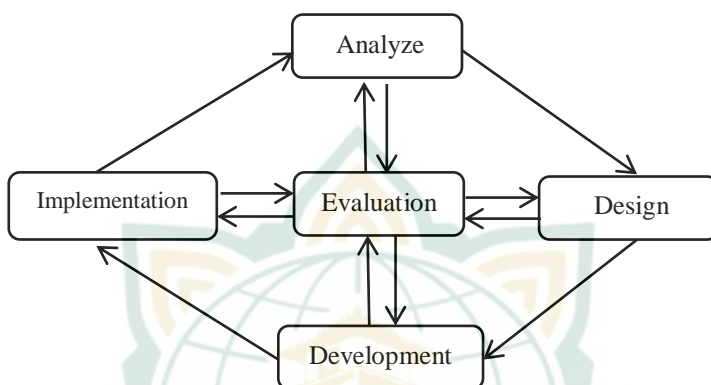 Analyze
Implementation
Evaluation
Design
Development